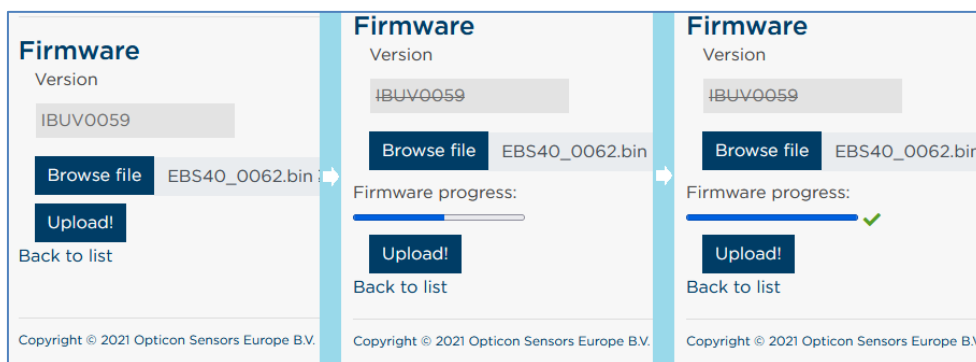 Firmware
Version
IBUV0059
Browse file EBS40_0062.bin
Upload!
Back to list
Copyright © 2021 Opticon Sensors Europe B.V.
Firmware
Version
IBUV0059
Browse file EBS40_0062.bin
Firmware progress:
Upload!
Back to list
Copyright © 2021 Opticon Sensors Europe B.V.
Firmware
Version
IBUV0059
Browse file EBS40_0062.bin
Firmware progress:
Upload!
Back to list
Copyright © 2021 Opticon Sensors Europe B.